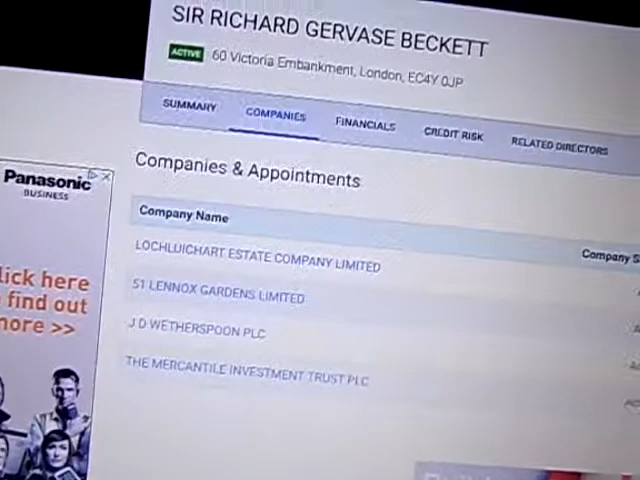 SIR RICHARD GERVASE BECKETT
ACTIVE 60 Victoria Embankment, London, EC4Y 0JP
SUMMARY COMPANIES FINANCIALS CREDIT RISK RELATED DIRECTORS
Companies & Appointments
Company Name Company S
LOCHLUICHART ESTATE COMPANY LIMITED
51 LENNOX GARDENS LIMITED
J D WETHERSPOON PLC
THE MERCANTILE INVESTMENT TRUST PLC
Panasonic
BUSINESS
lick here
find out
more >>